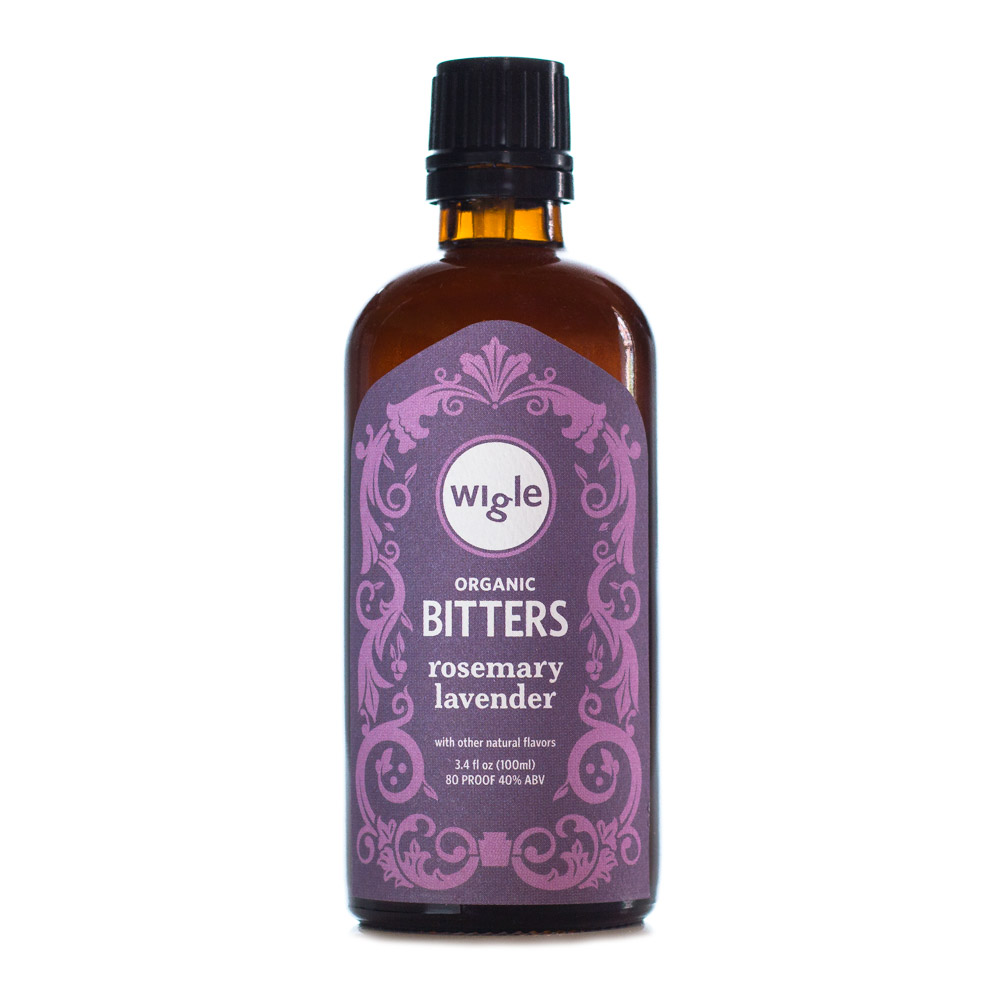 wigle
ORGANIC
BITTERS
rosemary
lavender
with other natural flavors
3.4 fl oz (100ml)
80 PROOF 40% ABV